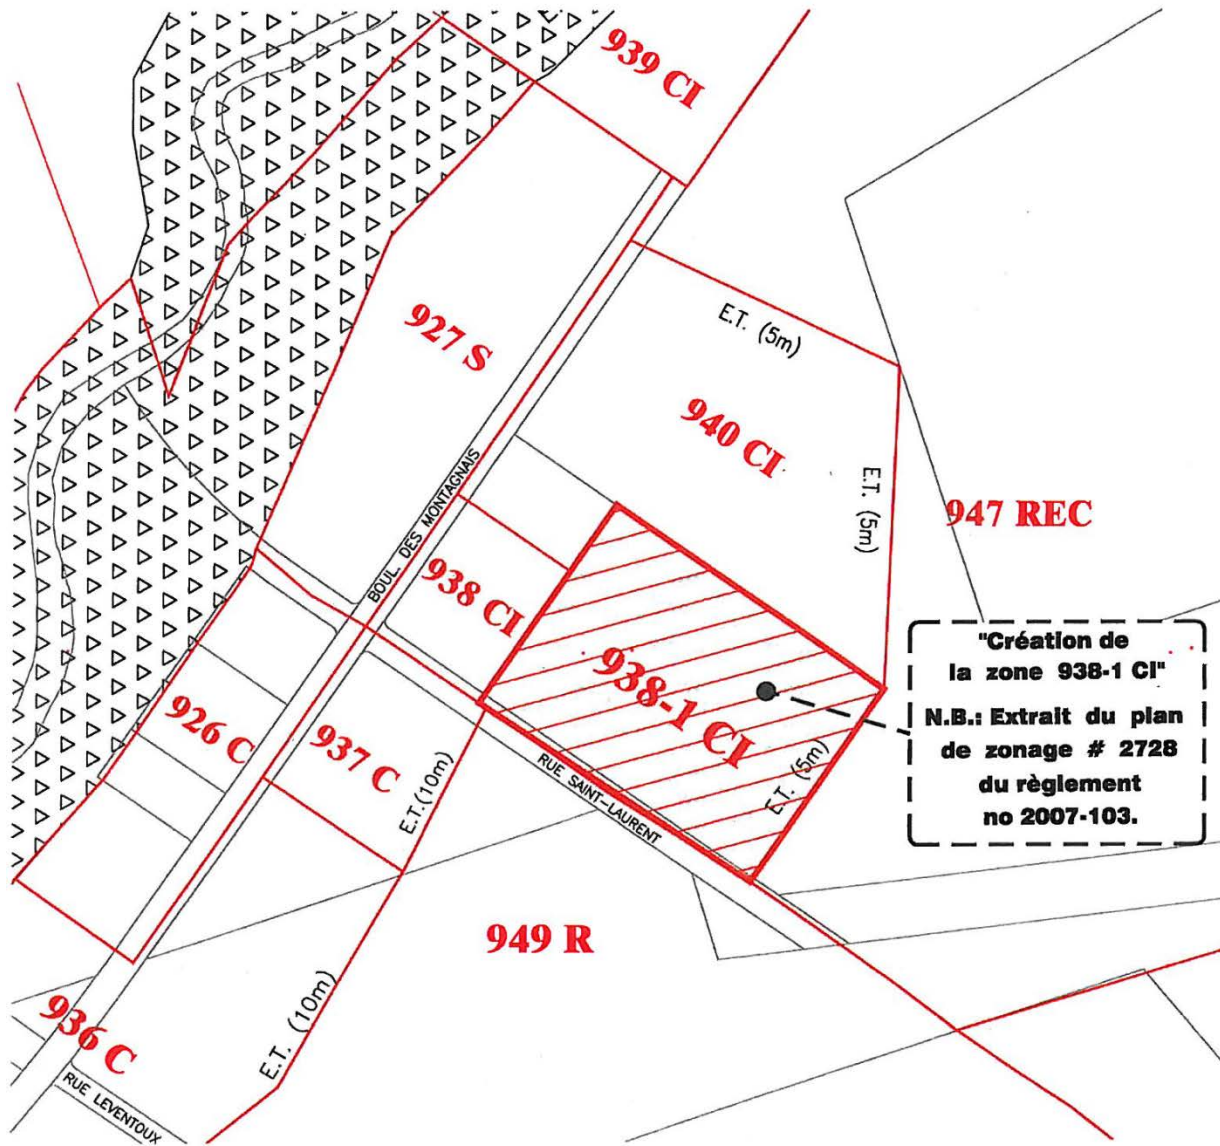 939 CI
927 S
E.T. (5m)
940 CI
E.T. (5m)
947 REC
BOUL. DES MONTAGNAIS
938 CI
938-1 CI
"Création de
la zone 938-1 CI"
N.B.: Extrait du plan
de zonage # 2728
du règlement
no 2007-103.
926 C
937 C
E.T.(10m)
RUE SAINT-LAURENT
E.T. (5m)
949 R
E.T. (10m)
936 C
RUE LEVENTOUX